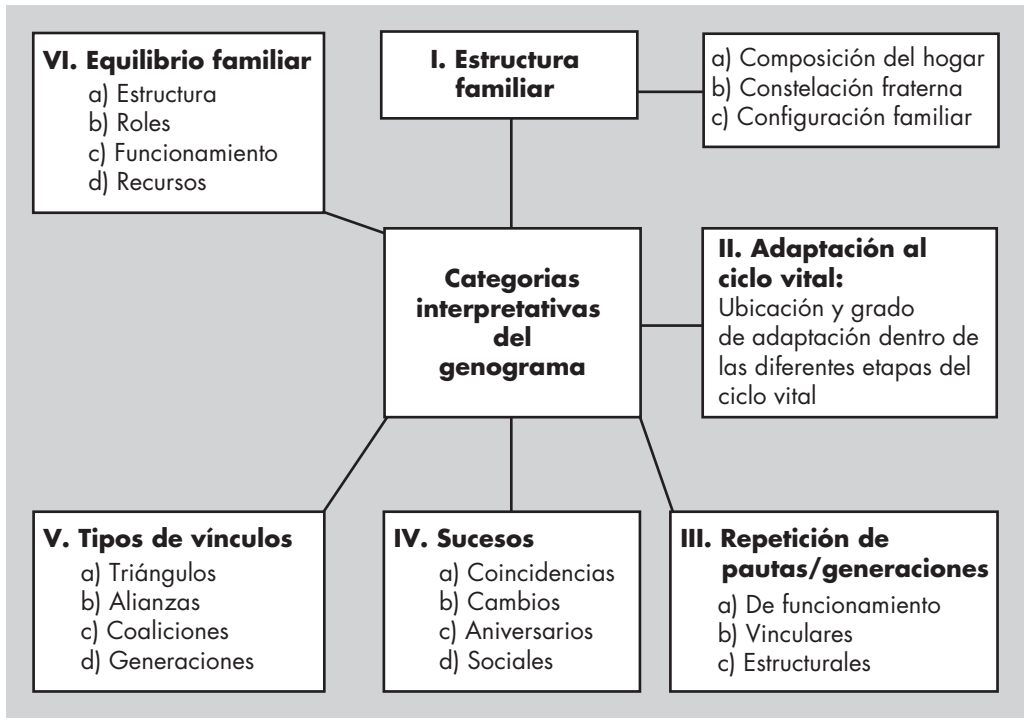 VI. Equilibrio familiar
a) Estructura
b) Roles
c) Funcionamiento
d) Recursos
I. Estructura
familiar
a) Composición del hogar
b) Constelación fraterna
c) Configuración familiar
Categorias
interpretativas
del
genograma
II. Adaptación al
ciclo vital:
Ubicación y grado
de adaptación dentro de
las diferentes etapas del
ciclo vital
V. Tipos de vínculos
a) Triángulos
b) Alianzas
c) Coaliciones
d) Generaciones
IV. Sucesos
a) Coincidencias
b) Cambios
c) Aniversarios
d) Sociales
III. Repetición de
pautas/generaciones
a) De funcionamiento
b) Vinculares
c) Estructurales